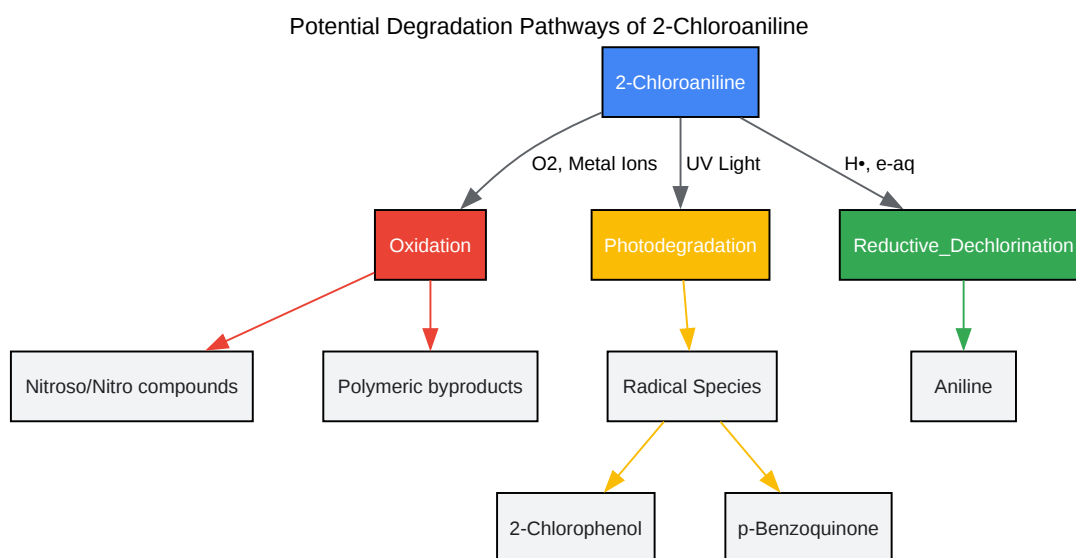 Potential Degradation Pathways of 2-Chloroaniline
2-Chloroaniline
O2, Metal Ions
UV Light
H•, e-aq
Oxidation
Photodegradation
Reductive_Dechlorination
Nitroso/Nitro compounds
Polymeric byproducts
Radical Species
Aniline
2-Chlorophenol
p-Benzoquinone